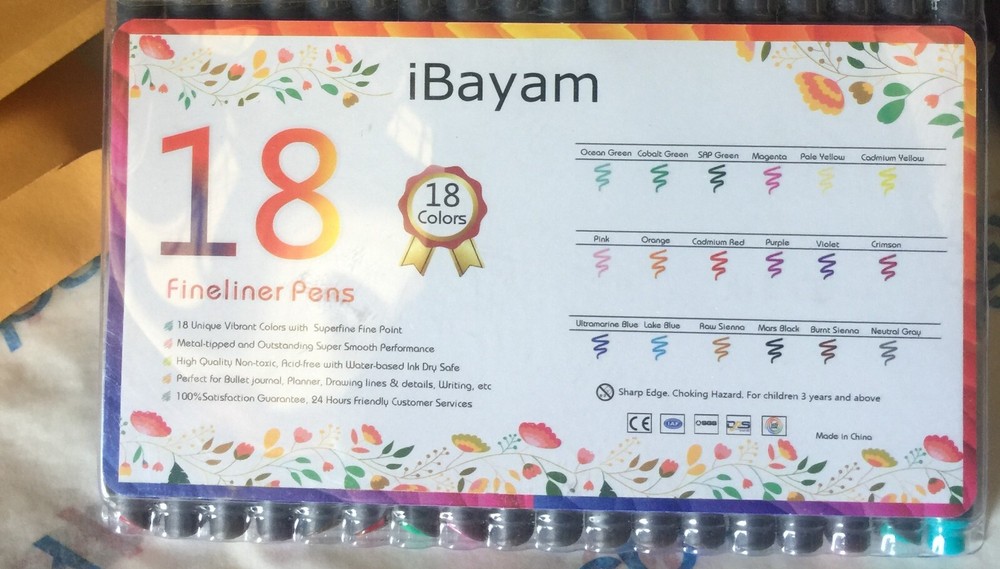 iBayam
18
Fineliner Pens
18
Colors
18 Unique Vibrant Colors with Superfine Fine Point
Metal-tipped and Outstanding Super Smooth Performance
High Quality Non-toxic, Acid-free with Water-based Ink Dry Safe
Perfect for Bullet journal, Planner, Drawing lines & details, Writing, etc
100%Satisfaction Guarantee, 24 Hours Friendly Customer Services
Ocean Green Cobalt Green SAP Green Magenta Pale Yellow Cadmium Yellow
Pink Orange Cadmium Red Purple Violet Crimson
Ultramarine Blue Lake Blue Raw Sienna Mars Black Burnt Sienna Neutral Gray
Sharp Edge. Choking Hazard. For children 3 years and above
CE
Made in China